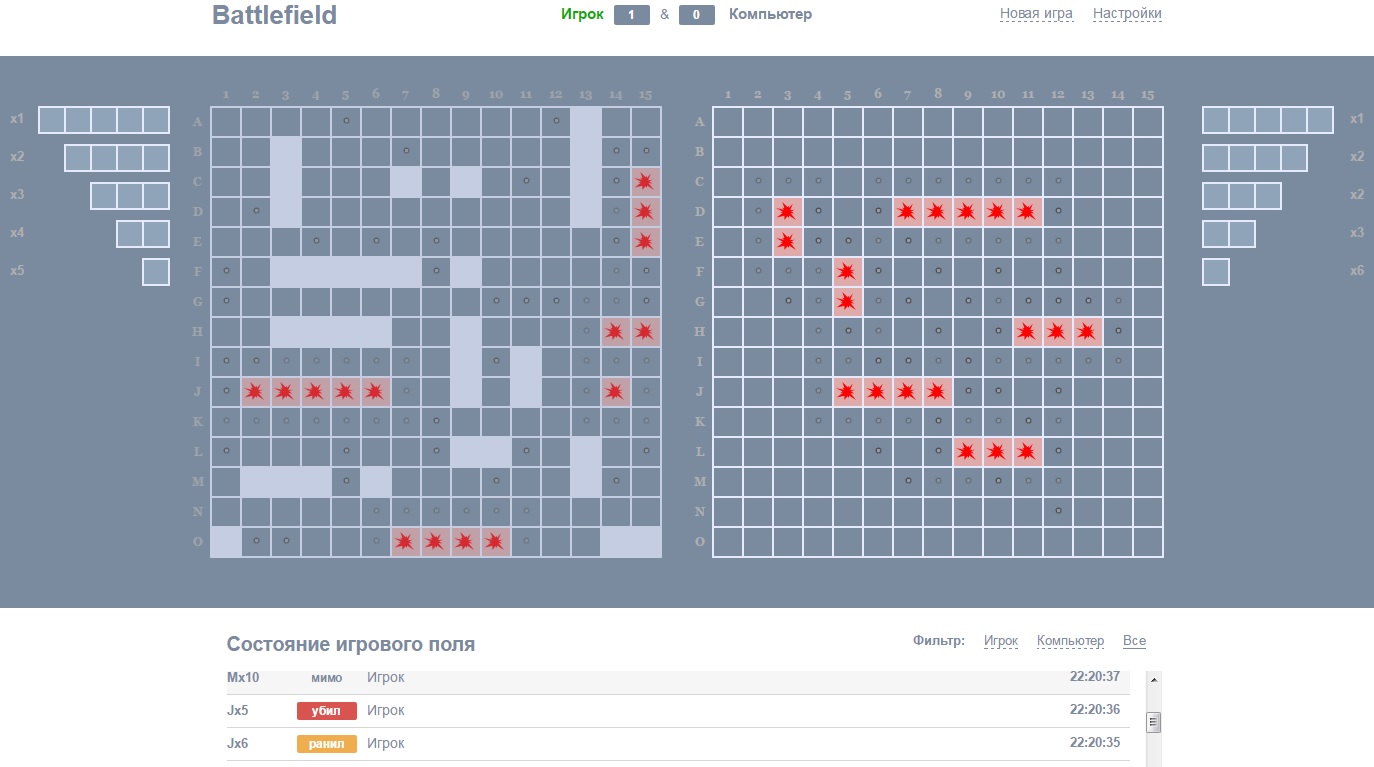 Battlefield Игрок 1 & 0 Компьютер Новая игра Настройки
1 2 3 4 5 6 7 8 9 10 11 12 13 14 15 1 2 3 4 5 6 7 8 9 10 11 12 13 14 15
x1 A A x1
B B
x2 x2
C C
x3 x2
D D
x4 E E x3
x5 F F x6
G G
H H
I I
J J
K K
L L
M M
N N
O O
Состояние игрового поля Фильтр: Игрок Компьютер Все
Mx10 мимо Игрок 22:20:37
Jx5 убил Игрок 22:20:36
Jx6 ранил Игрок 22:20:35